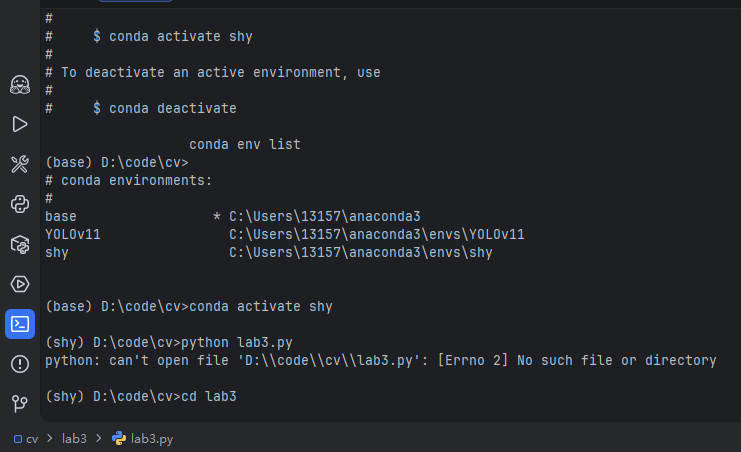 #
#     $ conda activate shy
#
# To deactivate an active environment, use
#
#     $ conda deactivate
conda env list
(base) D:\code\cv>
# conda environments:
#
base                 * C:\Users\13157\anaconda3
YOLOv11                C:\Users\13157\anaconda3\envs\YOLOv11
shy                    C:\Users\13157\anaconda3\envs\shy
(base) D:\code\cv>conda activate shy
(shy) D:\code\cv>python lab3.py
python: can't open file 'D:\\code\\cv\\lab3.py': [Errno 2] No such file or directory
(shy) D:\code\cv>cd lab3
cv > lab3 > lab3.py